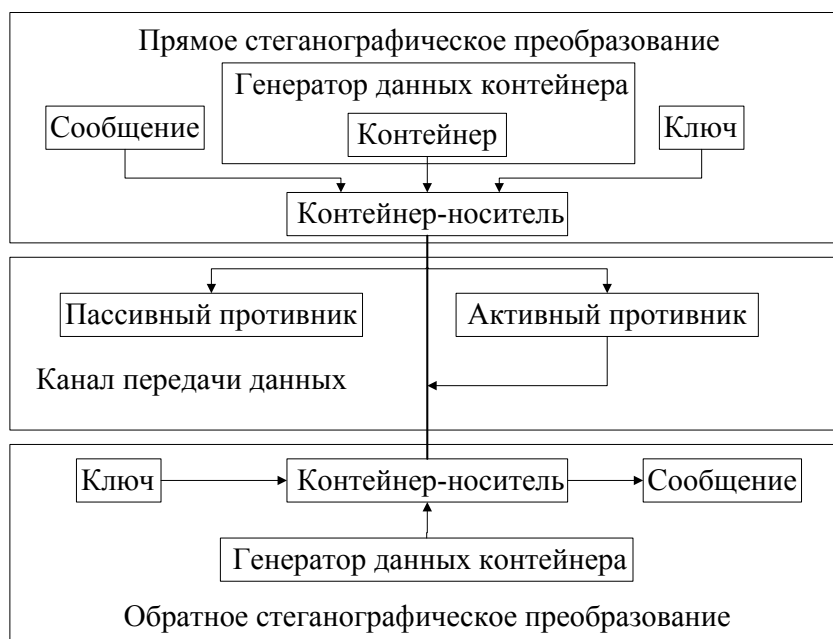 Прямое стеганографическое преобразование
Генератор данных контейнера
Сообщение
Контейнер
Ключ
Контейнер-носитель
Пассивный противник
Активный противник
Канал передачи данных
Ключ
Контейнер-носитель
Сообщение
Генератор данных контейнера
Обратное стеганографическое преобразование